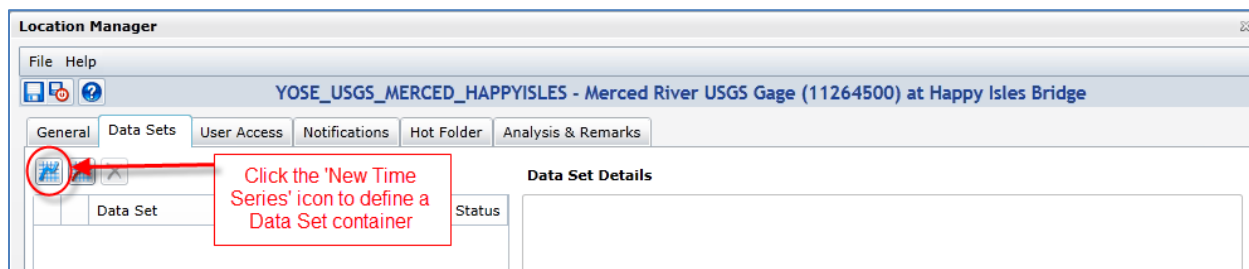 Location Manager
File Help
YOSE_USGS_MERCED_HAPPYISLES - Merced River USGS Gage (11264500) at Happy Isles Bridge
General Data Sets User Access Notifications Hot Folder Analysis & Remarks
Click the 'New Time
Series' icon to define a
Data Set container
Data Set Status
Data Set Details